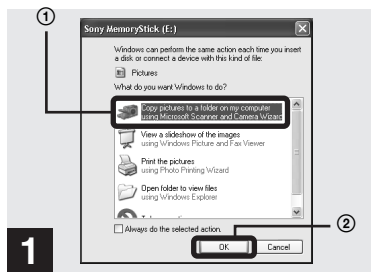 ①
Sony MemoryStick (E:)
Windows can perform the same action each time you insert
a disk or connect a device with this kind of file:
Pictures
What do you want Windows to do?
Copy pictures to a folder on my computer
using Microsoft Scanner and Camera Wizard
View a slideshow of the images
using Windows Picture and Fax Viewer
Print the pictures
using Photo Printing Wizard
Open folder to view files
using Windows Explorer
②
Always do the selected action.
OK
Cancel
1